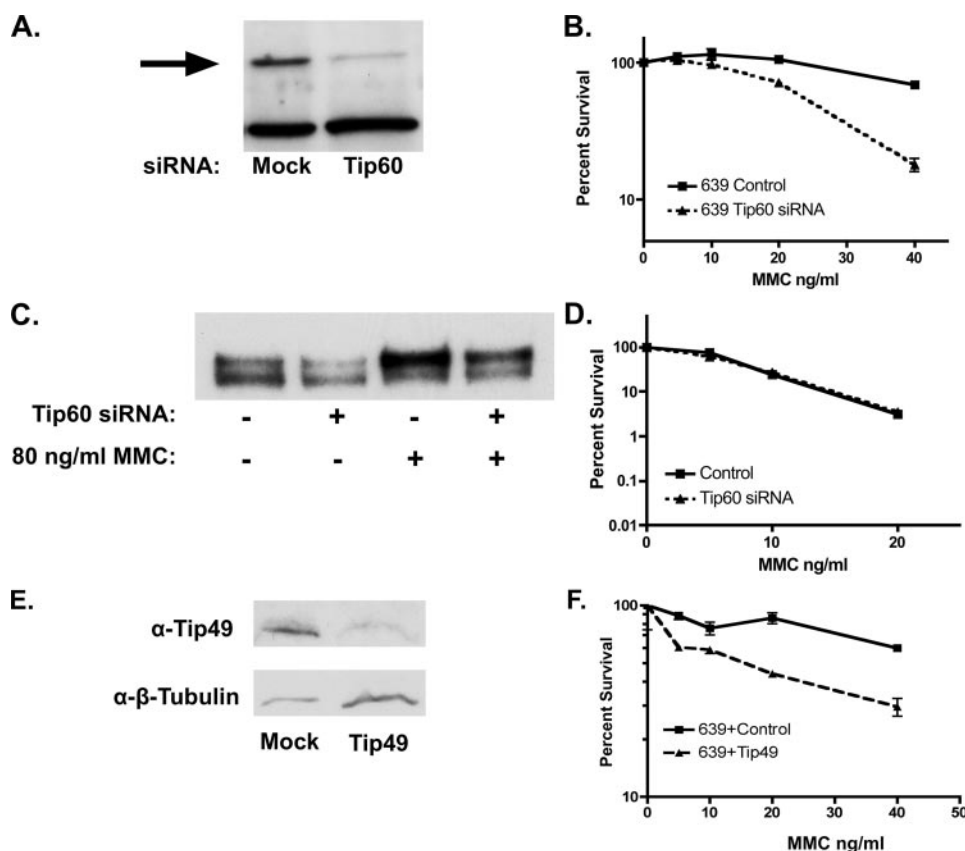 A.
siRNA: Mock Tip60
B.
Percent Survival
100
10
639 Control
639 Tip60 siRNA
0 10 20 30 40
MMC ng/ml
C.
Tip60 siRNA: - + - +
80 ng/ml MMC: - - + +
D.
Percent Survival
100
10
1
0.1
0.01
Control
Tip60 siRNA
0 10 20
MMC ng/ml
E.
α-Tip49
α-β-Tubulin
Mock Tip49
F.
Percent Survival
100
10
639+Control
639+Tip49
0 10 20 30 40 50
MMC ng/ml